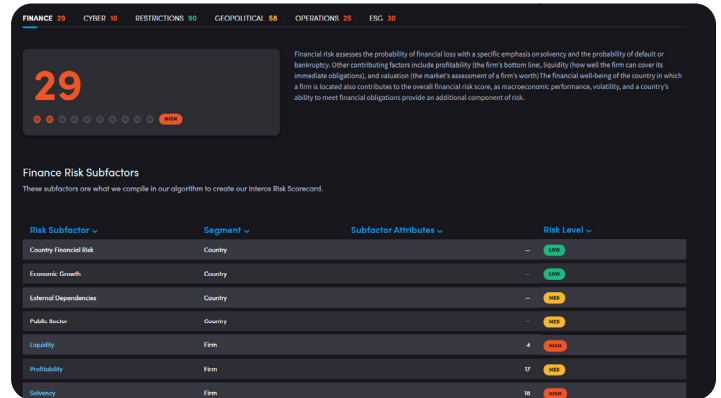 FINANCE 29 CYBER 10 RESTRICTIONS 90 GEOPOLITICAL 58 OPERATIONS 25 ESG 30
29
HIGH
Financial risk assesses the probability of financial loss with a specific emphasis on solvency and the probability of default or
bankruptcy, Other contributing factors include profitability (the firm's bottom line), liquidity (how well the firm can cover its
immediate obligations), and valuation (the market's assessment of a firm's worth)The financial well-being of the country in which
a firm is located also contributes to the overall financial risk score, as macroeconomic performance, volatility, and a country's
ability to meet financial obligations provide an additional component of risk.
Finance Risk Subfactors
These subfactors are what we compile in our algorithm to create our Interos Risk Scorecard.
Risk Subfactor Segment Subfactor Attributes Risk Level
Country Financial Risk Country – LOW
Economic Growth Country – LOW
External Dependencies Country – MED
Public Sector Country – MED
Liquidity Firm 4 HIGH
Profitability Firm 17 MED
Solvency Firm 18 HIGH